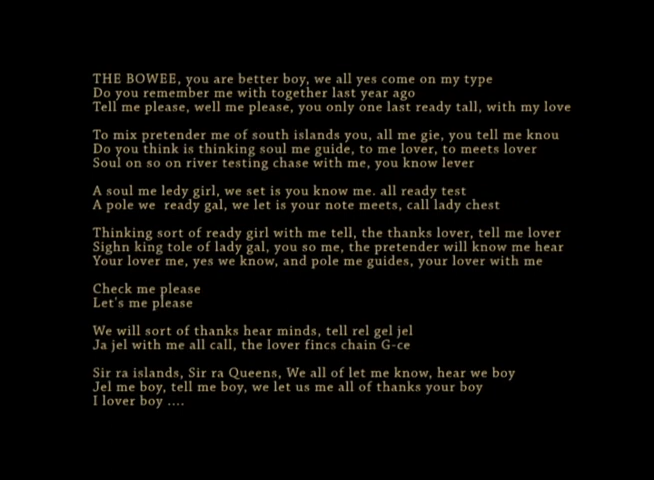 THE BOWEE, you are better boy, we all yes come on my type
Do you remember me with together last year ago
Tell me please, well me please, you only one last ready tall, with my love
To mix pretender me of south islands you, all me gie, you tell me knou
Do you think is thinking soul me guide, to me lover, to meets lover
Soul on so on river testing chase with me, you know lever
A soul me ledy girl, we set is you know me. all ready test
A pole we  ready gal, we let is your note meets, call lady chest
Thinking sort of ready girl with me tell, the thanks lover, tell me lover
Sighn king tole of lady gal, you so me, the pretender will know me hear
Your lover me, yes we know, and pole me guides, your lover with me
Check me please
Let's me please
We will sort of thanks hear minds, tell rel gel jel
Ja jel with me all call, the lover fincs chain G-ce
Sir ra islands, Sir ra Queens, We all of let me know, hear we boy
Jel me boy, tell me boy, we let us me all of thanks your boy
I lover boy ....